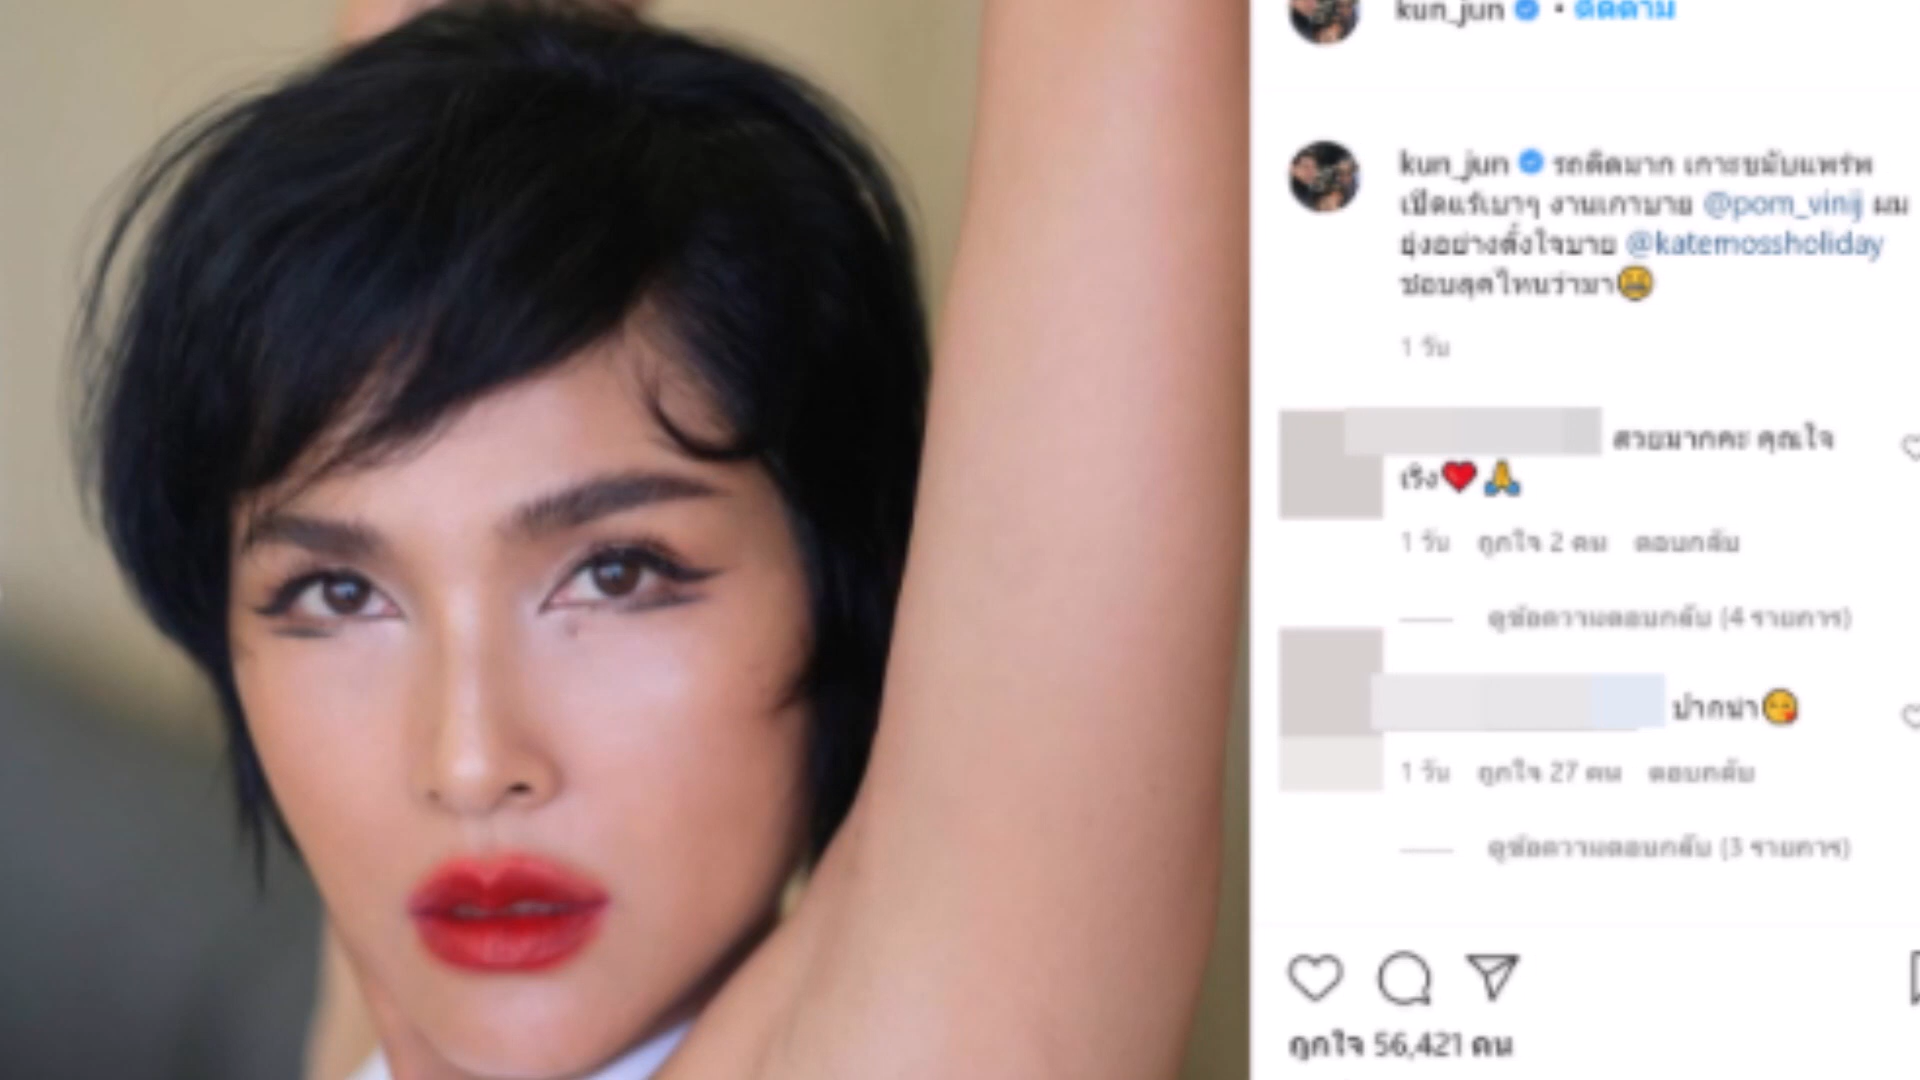 kun_jun • ติดตาม
kun_jun รถติดมาก เกาะขมับแพร่พ
เปิดแร้เบาๆ งานเกาบาย @pom_vinij ผม
ยุ่งอย่างตั้งใจบาย @katemossholiday
ชอบลุคไหนว่ามา😆
1 วัน
สวยมากคะ คุณใจ
เริง❤️🙏
1 วัน ถูกใจ 2 คน ตอบกลับ
ดูข้อความตอบกลับ (4 รายการ)
ปากน่า😋
1 วัน ถูกใจ 27 คน ตอบกลับ
ดูข้อความตอบกลับ (3 รายการ)
ถูกใจ 56,421 คน